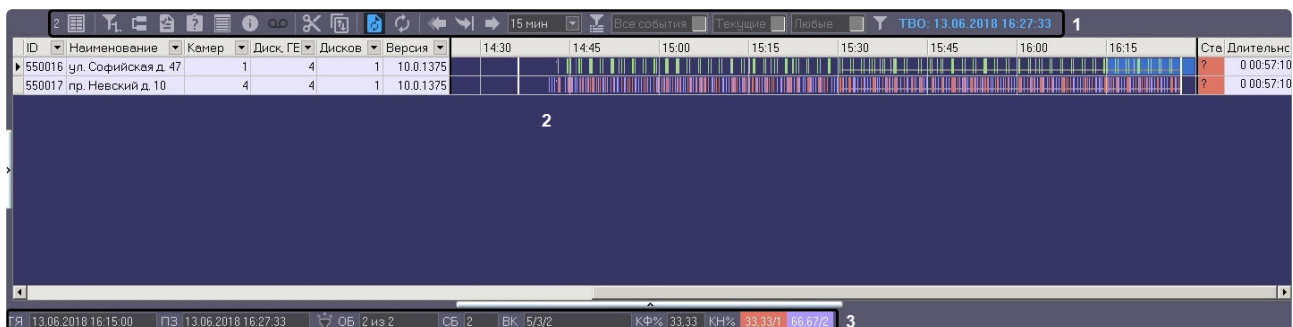 2 15 мин Все события Текущие Любые ТВО: 13.06.2018 16:27:33 1
ID Наименование Камер Диск, ГБ Дисков Версия 14:30 14:45 15:00 15:15 15:30 15:45 16:00 16:15 Ста Длительнс
550016 ул. Софийская д. 47 1 4 1 10.0.1375 ? 0 00:57:10
550017 пр. Невский д. 10 4 4 1 10.0.1375 ? 0 00:57:10
2
ГЯ 13.06.2018 16:15:00 ПЗ 13.06.2018 16:27:33 ОБ 2 из 2 СБ 2 ВК 5/3/2 КФ% 33,33 КН% 33,33/1 66,67/2 3